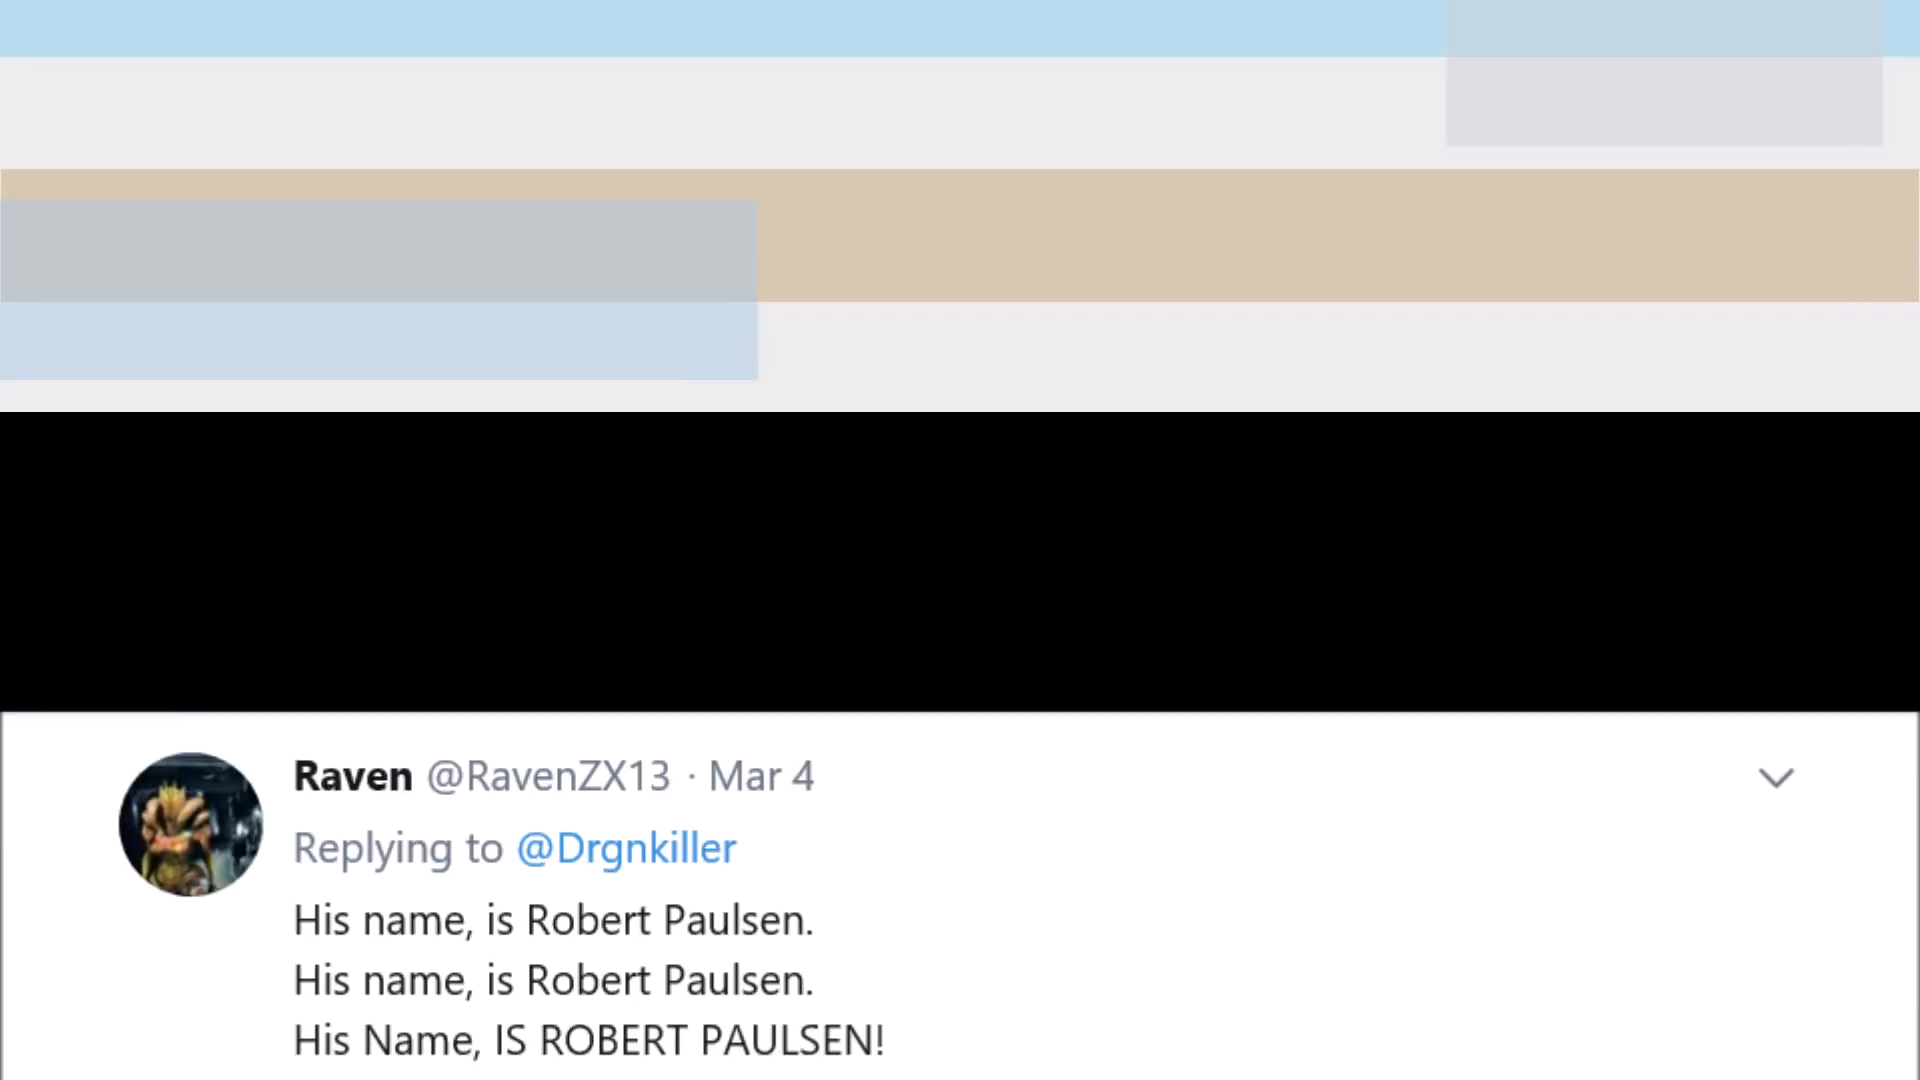 Raven @RavenZX13 · Mar 4
Replying to @Drgnkiller
His name, is Robert Paulsen.
His name, is Robert Paulsen.
His Name, IS ROBERT PAULSEN!